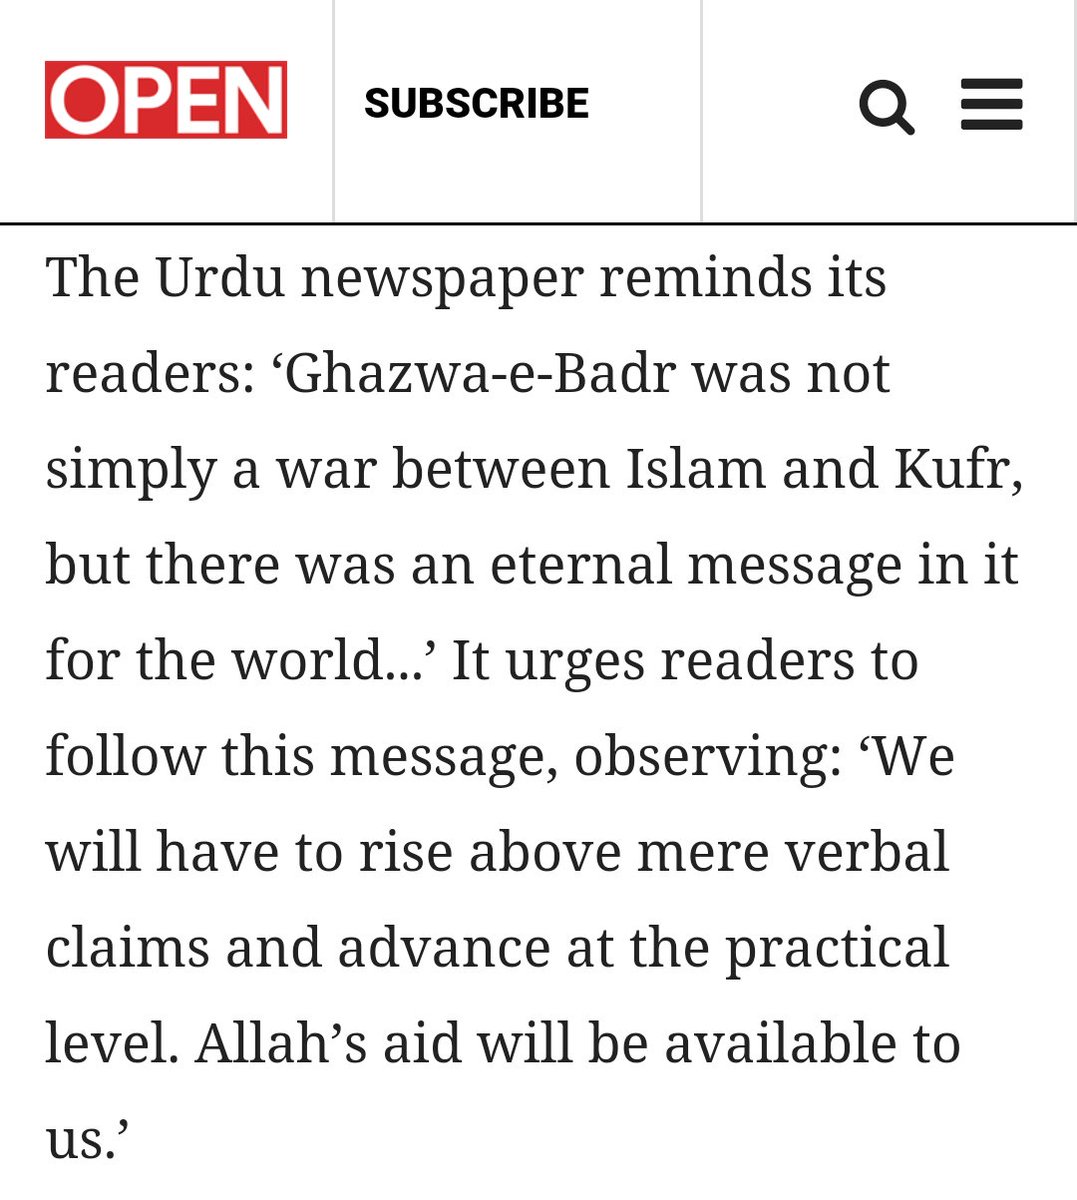 OPEN
SUBSCRIBE
The Urdu newspaper reminds its
readers: ‘Ghazwa-e-Badr was not
simply a war between Islam and Kufr,
but there was an eternal message in it
for the world...’ It urges readers to
follow this message, observing: ‘We
will have to rise above mere verbal
claims and advance at the practical
level. Allah’s aid will be available to
us.’